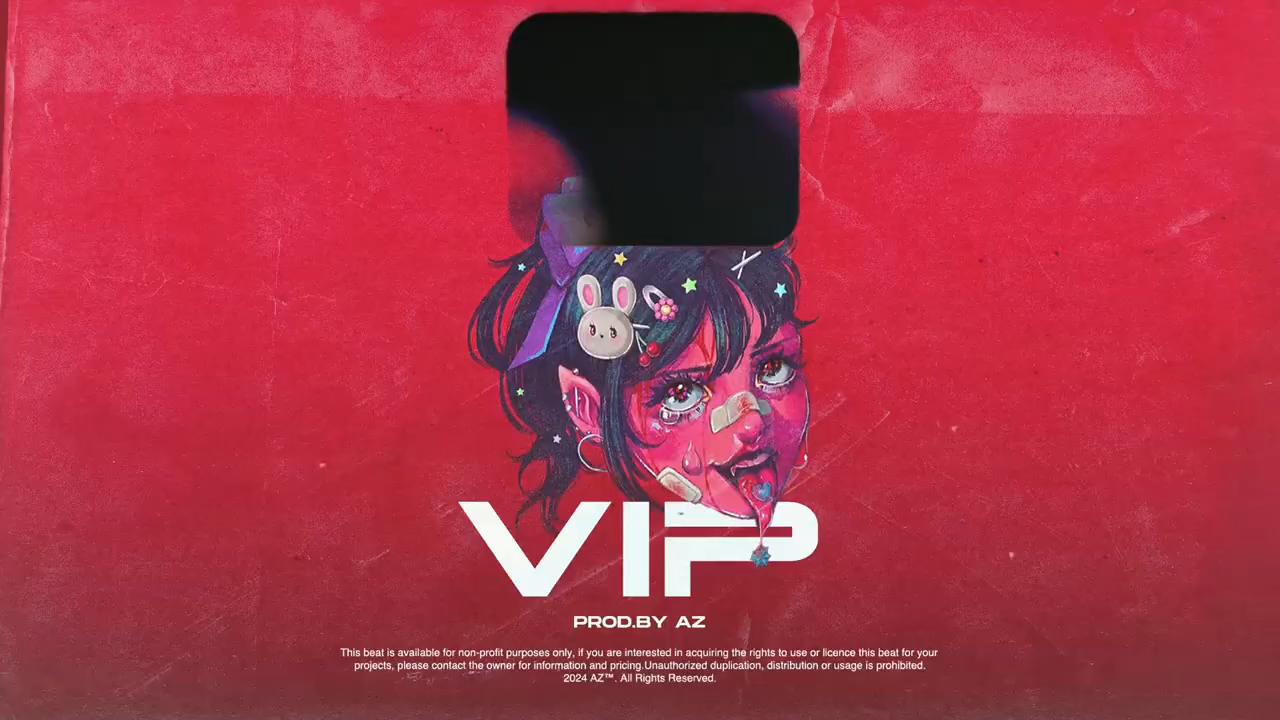 VIP
PROD.BY AZ
This beat is available for non-profit purposes only, if you are interested in acquiring the rights to use or licence this beat for your
projects, please contact the owner for information and pricing.Unauthorized duplication, distribution or usage is prohibited.
2024 AZ™. All Rights Reserved.